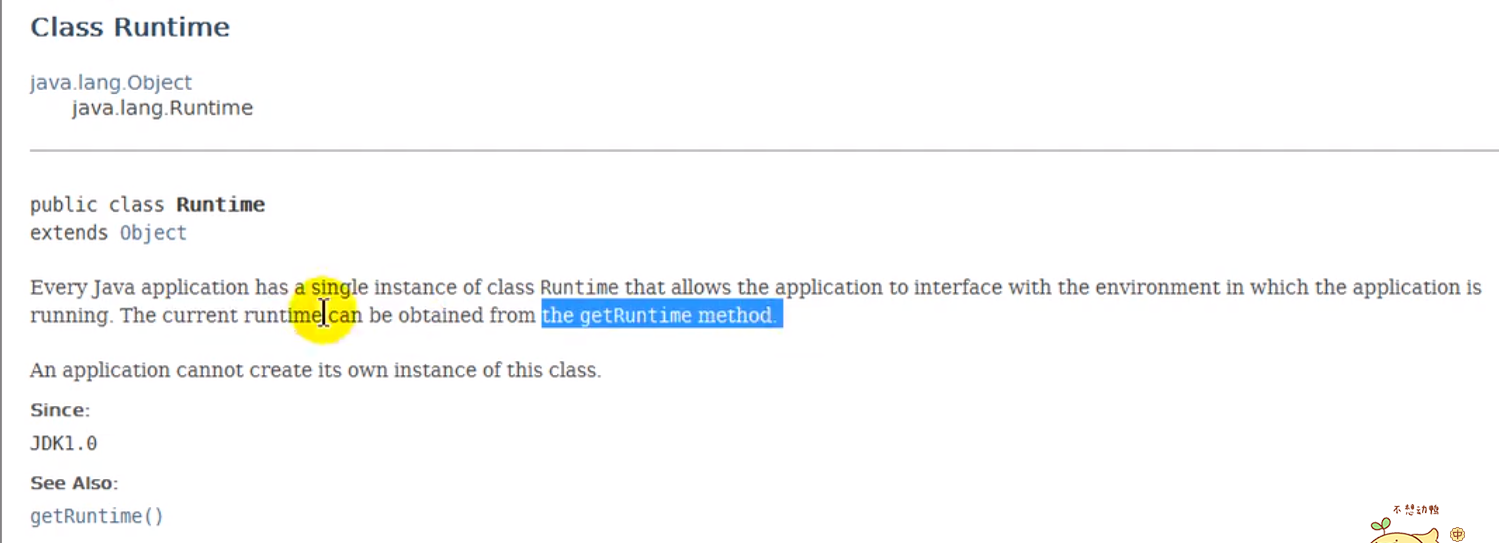 Class Runtime
java.lang.Object
java.lang.Runtime
public class Runtime
extends Object
Every Java application has a single instance of class Runtime that allows the application to interface with the environment in which the application is
running. The current runtime can be obtained from the getRuntime method.
An application cannot create its own instance of this class.
Since:
JDK1.0
See Also:
getRuntime()
不想动鸭
中